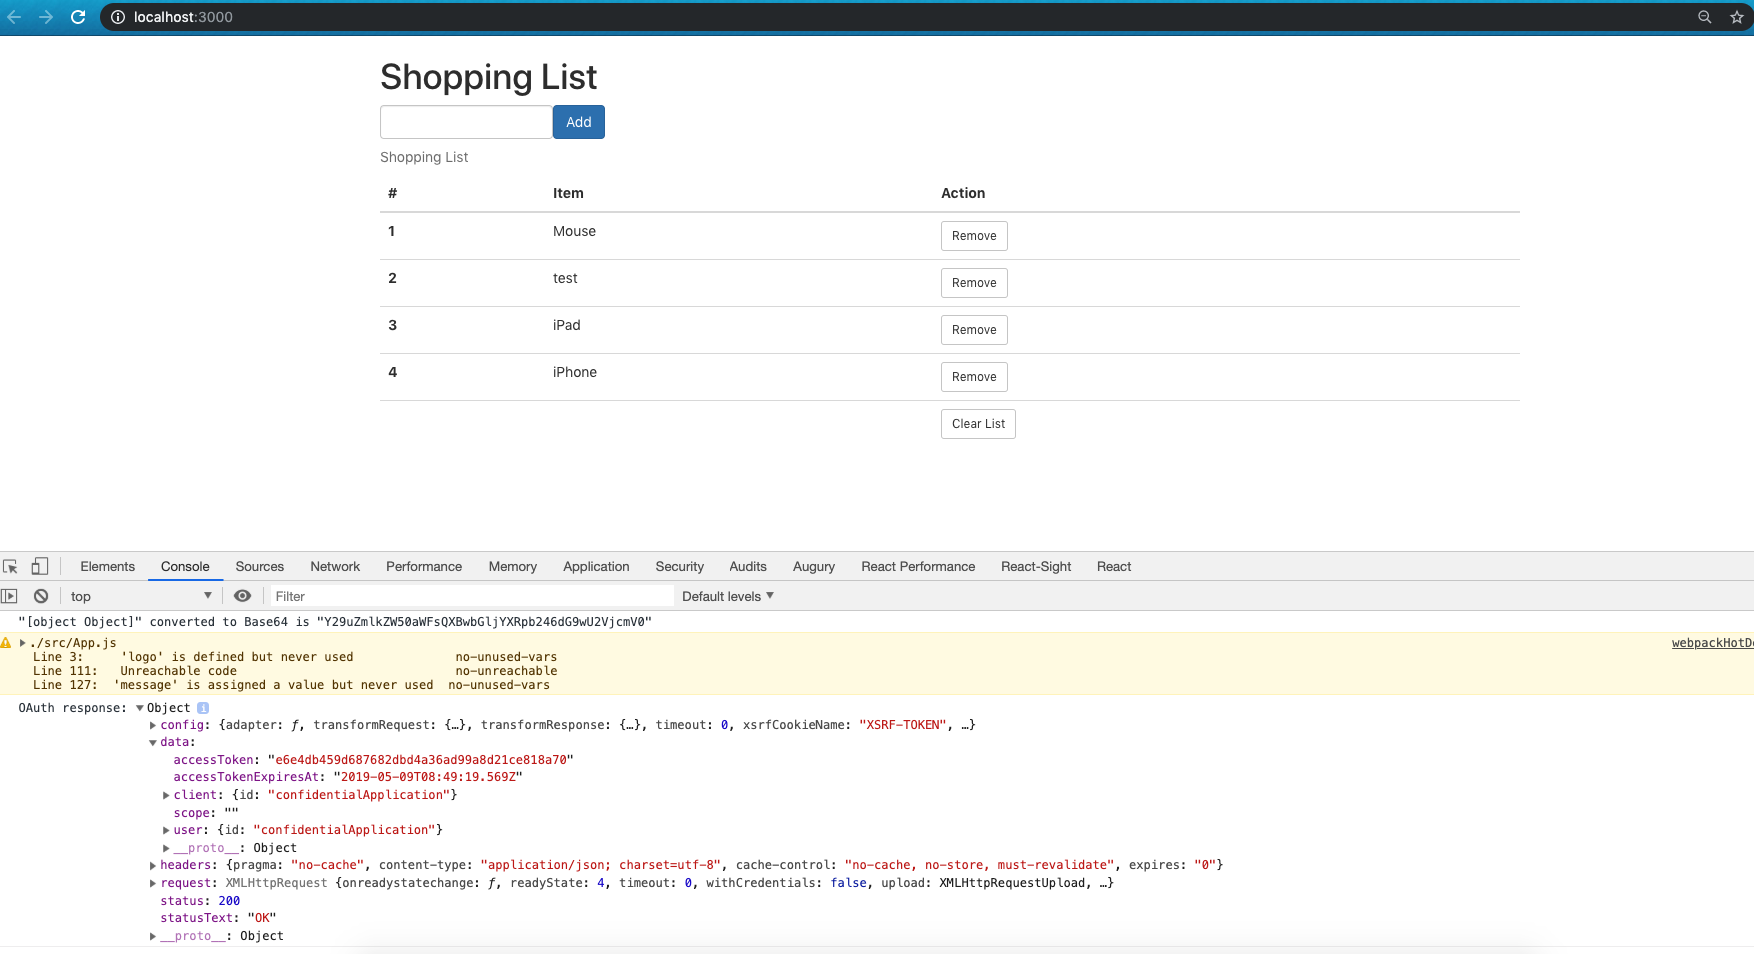 localhost:3000
Shopping List
Add
Shopping List
# Item Action
1 Mouse Remove
2 test Remove
3 iPad Remove
4 iPhone Remove
Clear List
Elements Console Sources Network Performance Memory Application Security Audits Augury React Performance React-Sight React
top Filter Default levels
"[object Object]" converted to Base64 is "Y29uZmlkZW50aWFsQXBwbGljYXRpb246dG9wU2VjcmV0"
./src/App.js webpackHotDe
Line 3: 'logo' is defined but never used no-unused-vars
Line 111: Unreachable code no-unreachable
Line 127: 'message' is assigned a value but never used no-unused-vars
OAuth response: Object i
config: {adapter: ƒ, transformRequest: {…}, transformResponse: {…}, timeout: 0, xsrfCookieName: "XSRF-TOKEN", …}
data:
accessToken: "e6e4db459d687682dbd4a36ad99a8d21ce818a70"
accessTokenExpiresAt: "2019-05-09T08:49:19.569Z"
client: {id: "confidentialApplication"}
scope: ""
user: {id: "confidentialApplication"}
__proto__: Object
headers: {pragma: "no-cache", content-type: "application/json; charset=utf-8", cache-control: "no-cache, no-store, must-revalidate", expires: "0"}
request: XMLHttpRequest {onreadystatechange: ƒ, readyState: 4, timeout: 0, withCredentials: false, upload: XMLHttpRequestUpload, …}
status: 200
statusText: "OK"
__proto__: Object